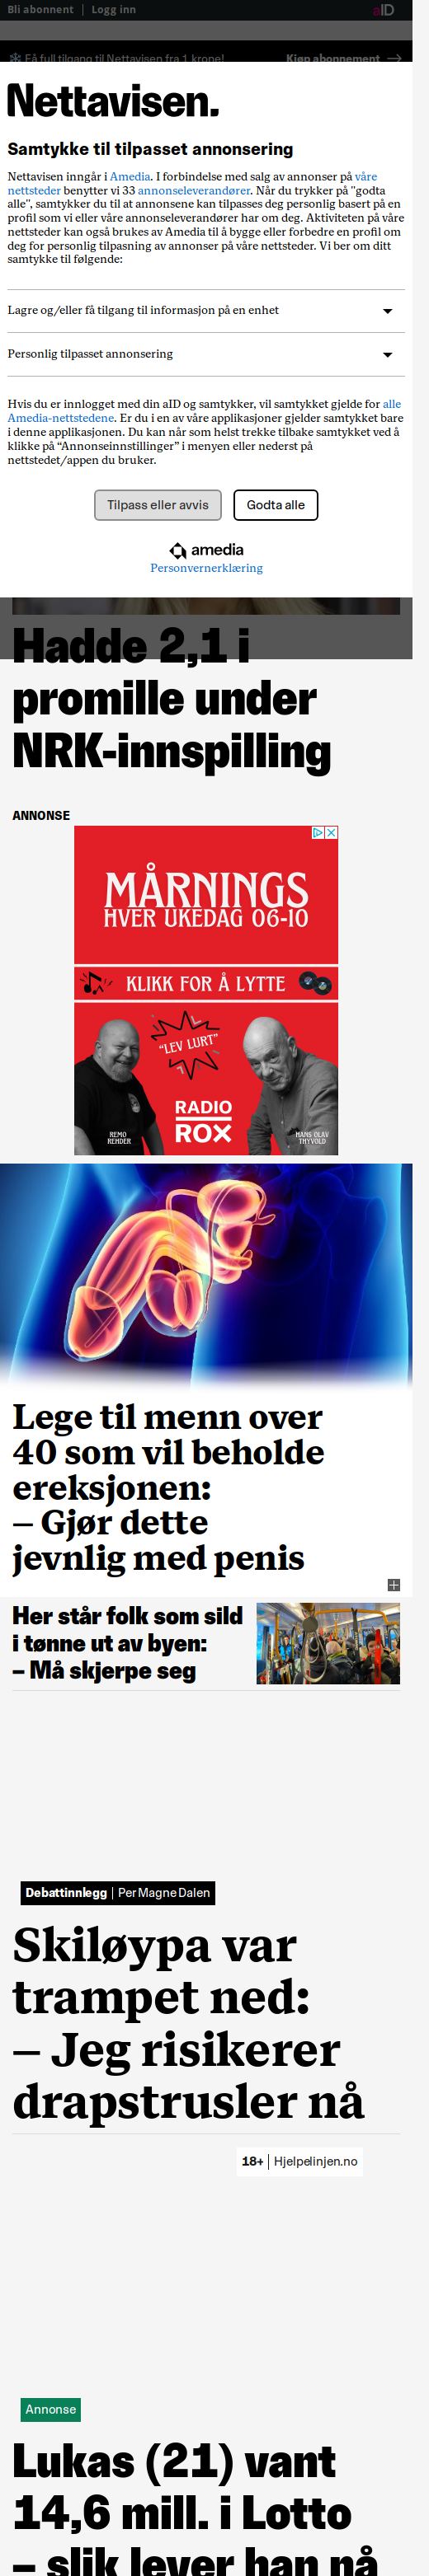 Bli abonnent | Logg inn
aID
Få full tilgang til Nettavisen fra 1 krone!
Kjøp abonnement
Nettavisen.
Samtykke til tilpasset annonsering
Nettavisen inngår i Amedia. I forbindelse med salg av annonser på våre
nettsteder benytter vi 33 annonseleverandører. Når du trykker på "godta
alle", samtykker du til at annonsene kan tilpasses deg personlig basert på en
profil som vi eller våre annonseleverandører har om deg. Aktiviteten på våre
nettsteder kan også brukes av Amedia til å bygge eller forbedre en profil om
deg for personlig tilpasning av annonser på våre nettsteder. Vi ber om ditt
samtykke til følgende:
Lagre og/eller få tilgang til informasjon på en enhet
Personlig tilpasset annonsering
Hvis du er innlogget med din aID og samtykker, vil samtykket gjelde for alle
Amedia-nettstedene. Er du i en av våre applikasjoner gjelder samtykket bare
i denne applikasjonen. Du kan når som helst trekke tilbake samtykket ved å
klikke på “Annonseinnstillinger” i menyen eller nederst på
nettstedet/appen du bruker.
Tilpass eller avvis
Godta alle
amedia
Personvernerklæring
Hadde 2,1 i
promille under
NRK-innspilling
ANNONSE
MÅRNINGS
HVER UKEDAG 06-10
KLIKK FOR Å LYTTE
“LEV LURT”
RADIO
ROX
REMO
REHDER
HANS OLAV
THYVOLD
Lege til menn over
40 som vil beholde
ereksjonen:
– Gjør dette
jevnlig med penis
Her står folk som sild
i tønne ut av byen:
– Må skjerpe seg
Debattinnlegg | Per Magne Dalen
Skiløypa var
trampet ned:
– Jeg risikerer
drapstrusler nå
18+ | Hjelpelinjen.no
Annonse
Lukas (21) vant
14,6 mill. i Lotto
– slik lever han nå